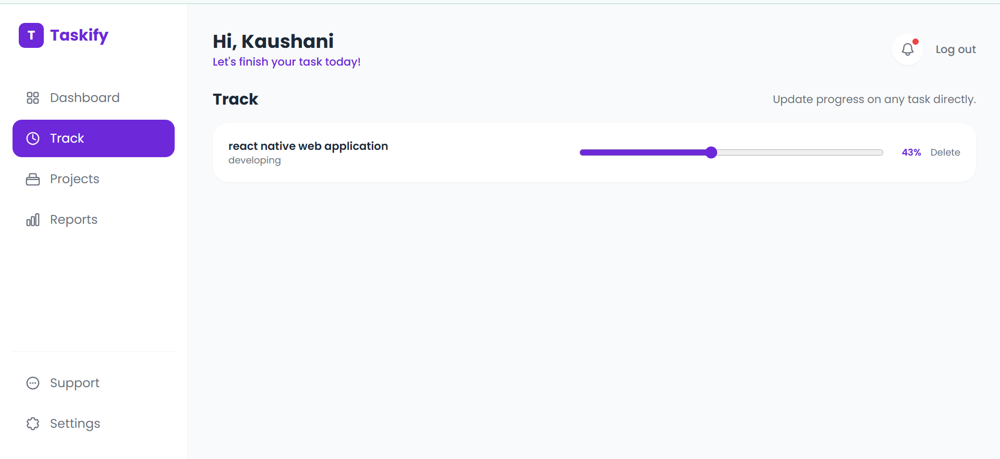 T Taskify
Dashboard
Track
Projects
Reports
Support
Settings
Hi, Kaushani
Let's finish your task today!
Log out
Track
Update progress on any task directly.
react native web application
developing
43%
Delete